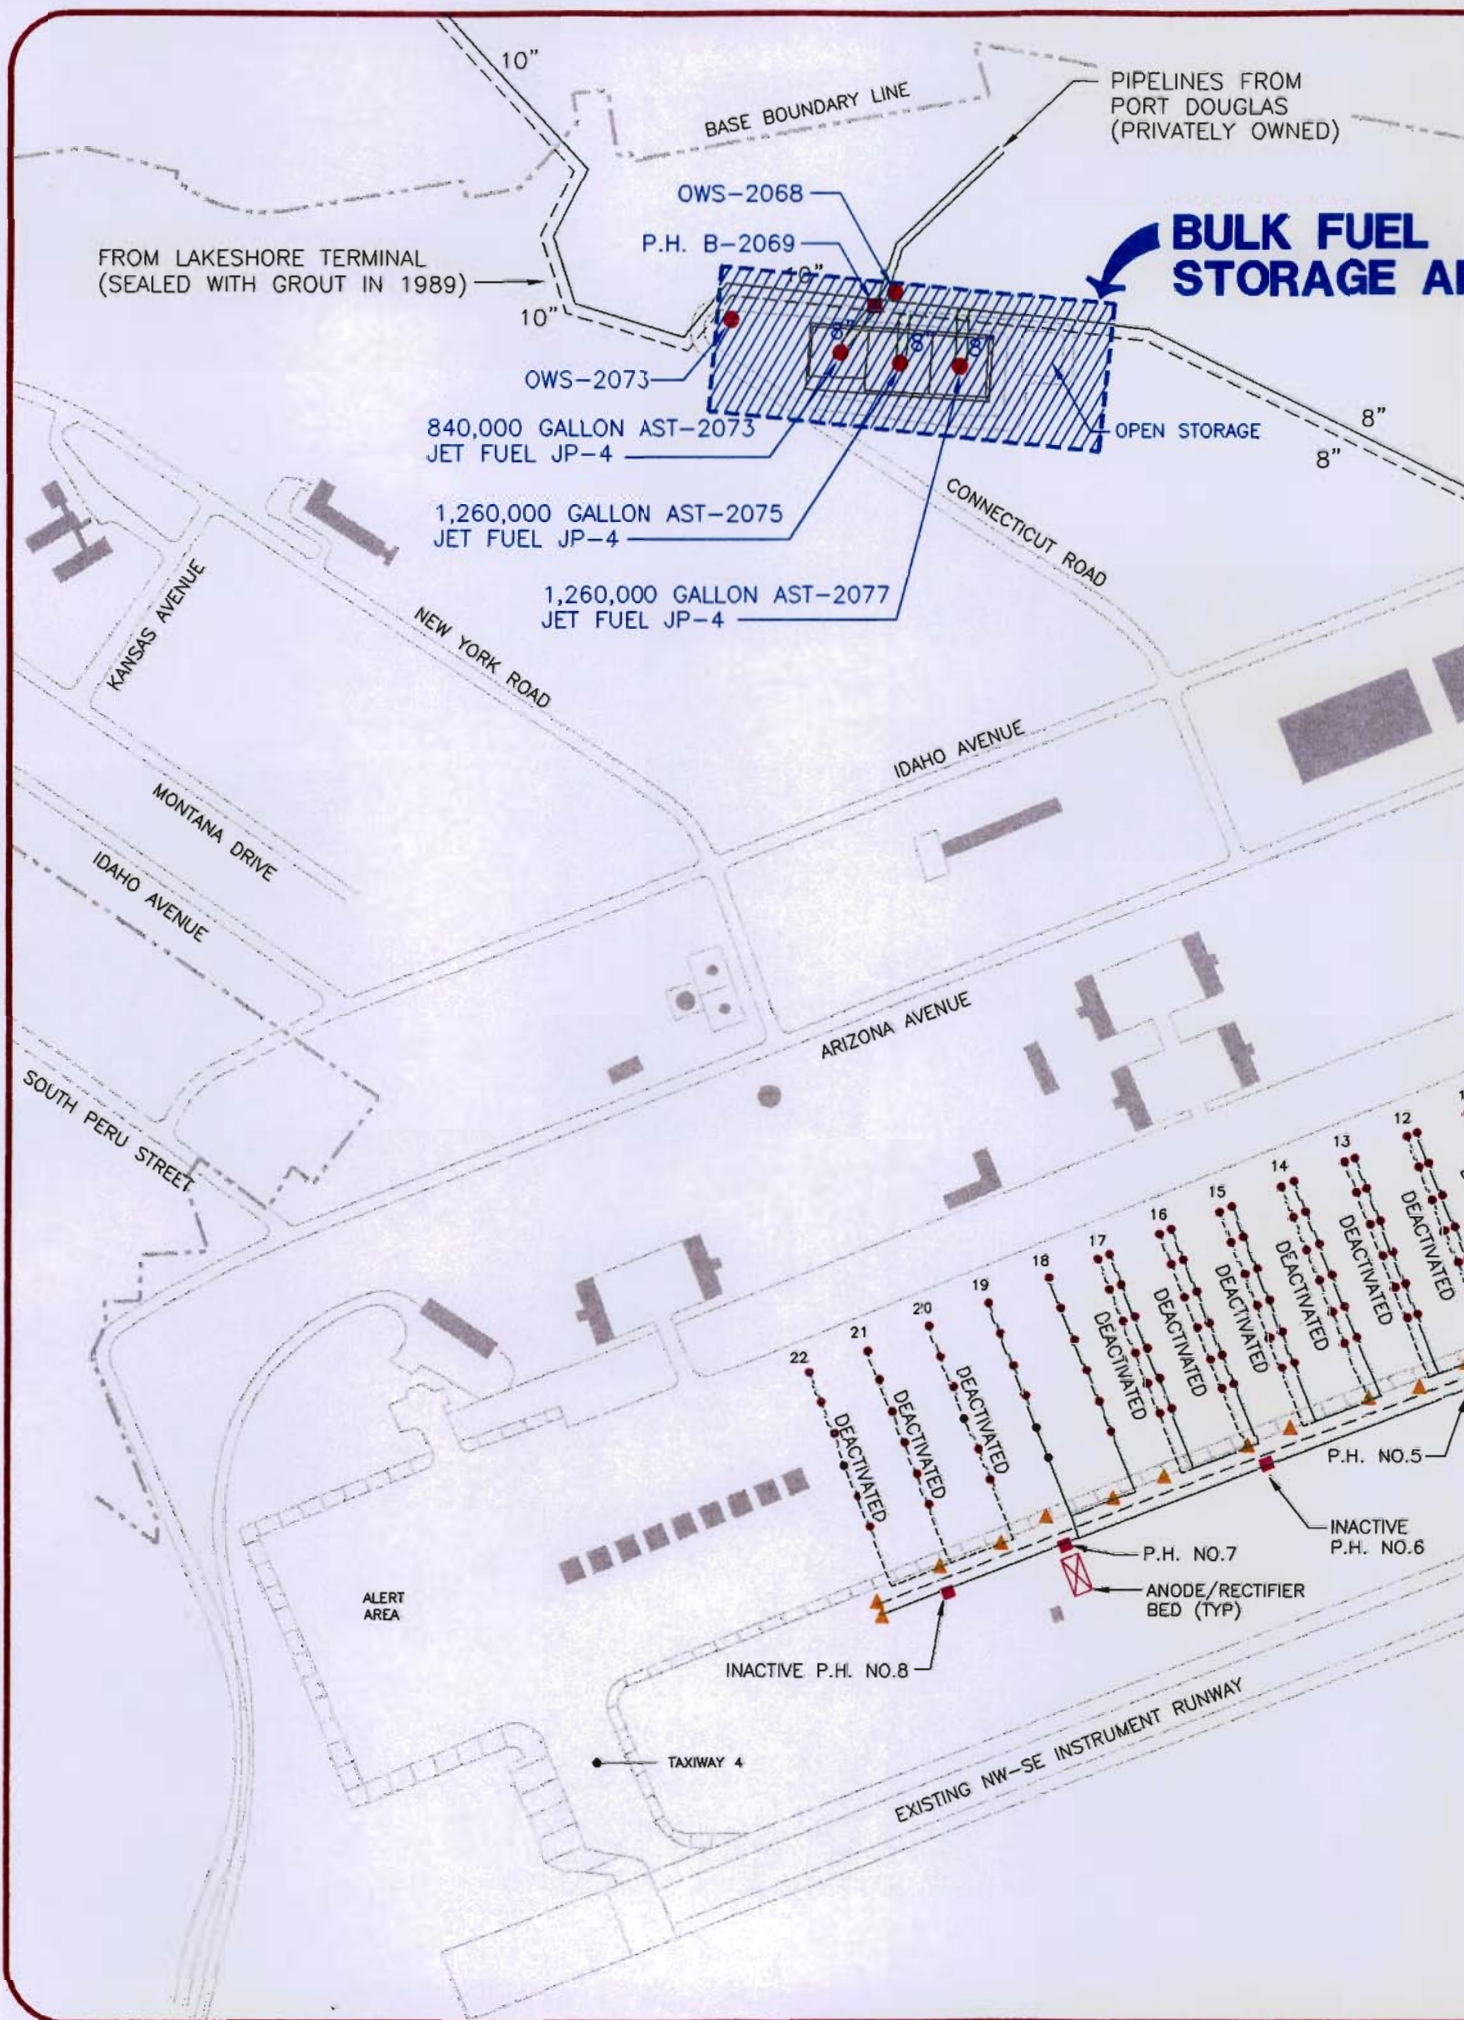 10”
BASE BOUNDARY LINE
PIPELINES FROM
PORT DOUGLAS
(PRIVATELY OWNED)
OWS-2068
P.H. B-2069
BULK FUEL
STORAGE
FROM LAKESHORE TERMINAL
(SEALED WITH GROUT IN 1989)
10”
10”
8”
8”
8”
OWS-2073
840,000 GALLON AST-2073
JET FUEL JP-4
OPEN STORAGE
8”
8”
1,260,000 GALLON AST-2075
JET FUEL JP-4
CONNECTICUT ROAD
1,260,000 GALLON AST-2077
JET FUEL JP-4
KANSAS AVENUE
NEW YORK ROAD
IDAHO AVENUE
MONTANA DRIVE
IDAHO AVENUE
ARIZONA AVENUE
SOUTH PERU STREET
12
13
14
15
16
17
18
19
20
21
22
DEACTIVATED
DEACTIVATED
DEACTIVATED
DEACTIVATED
DEACTIVATED
DEACTIVATED
DEACTIVATED
DEACTIVATED
DEACTIVATED
P.H. NO.5
INACTIVE
P.H. NO.6
P.H. NO.7
ANODE/RECTIFIER
BED (TYP)
ALERT
AREA
INACTIVE P.H. NO.8
TAXIWAY 4
EXISTING NW-SE INSTRUMENT RUNWAY